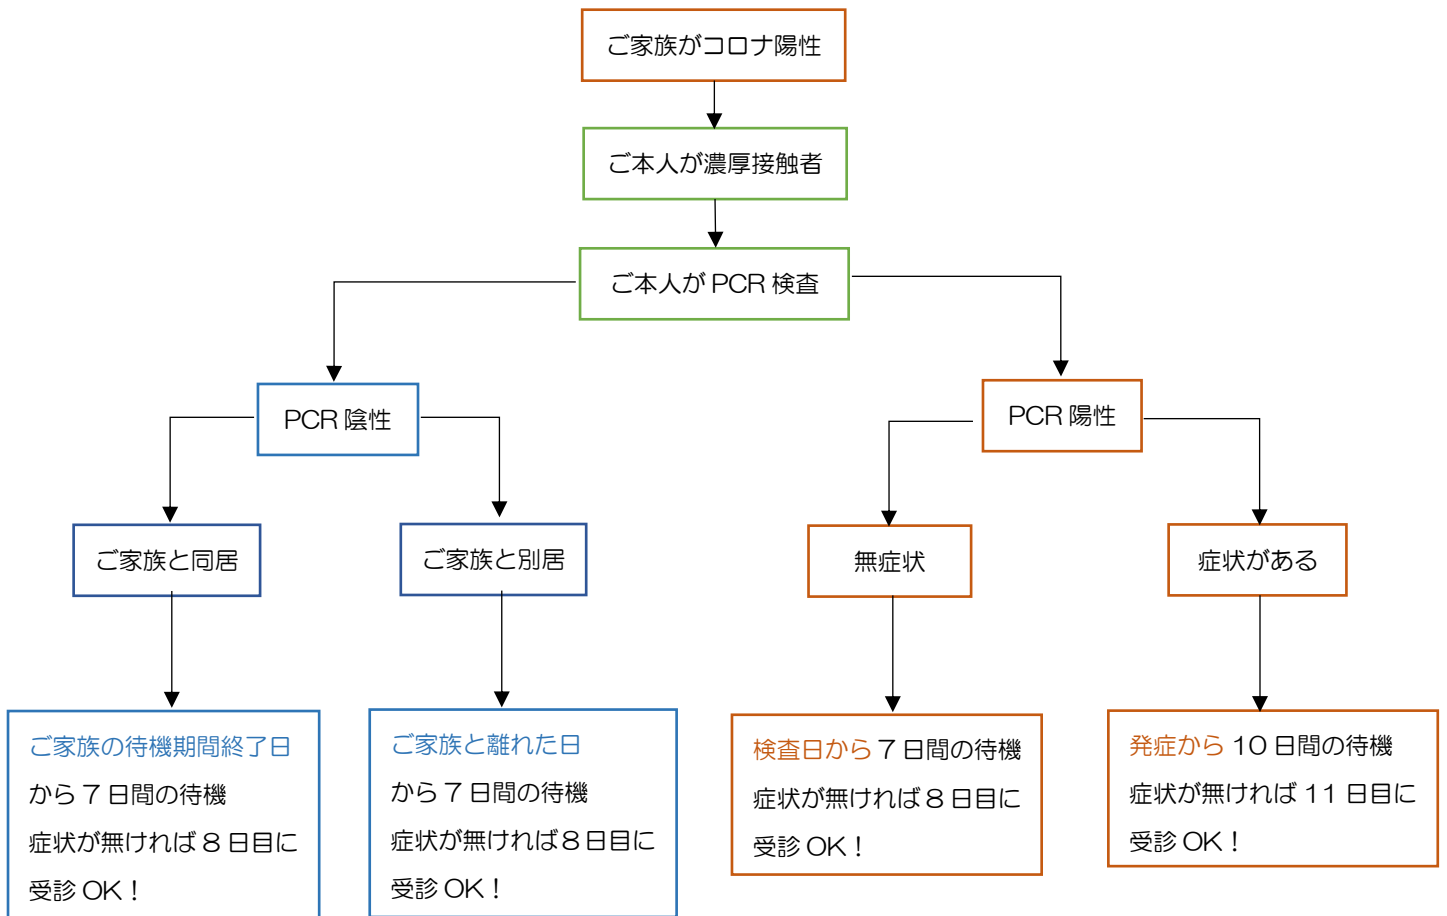 ご家族がコロナ陽性
ご本人が濃厚接触者
ご本人が PCR 検査
PCR 陰性
PCR 陽性
ご家族と同居
ご家族と別居
無症状
症状がある
ご家族の待機期間終了日
から 7 日間の待機
症状が無ければ 8 日目に
受診 OK！
ご家族と離れた日
から 7 日間の待機
症状が無ければ８日目に
受診 OK！
検査日から 7 日間の待機
症状が無ければ 8 日目に
受診 OK！
発症から 10 日間の待機
症状が無ければ 11 日目に
受診 OK！